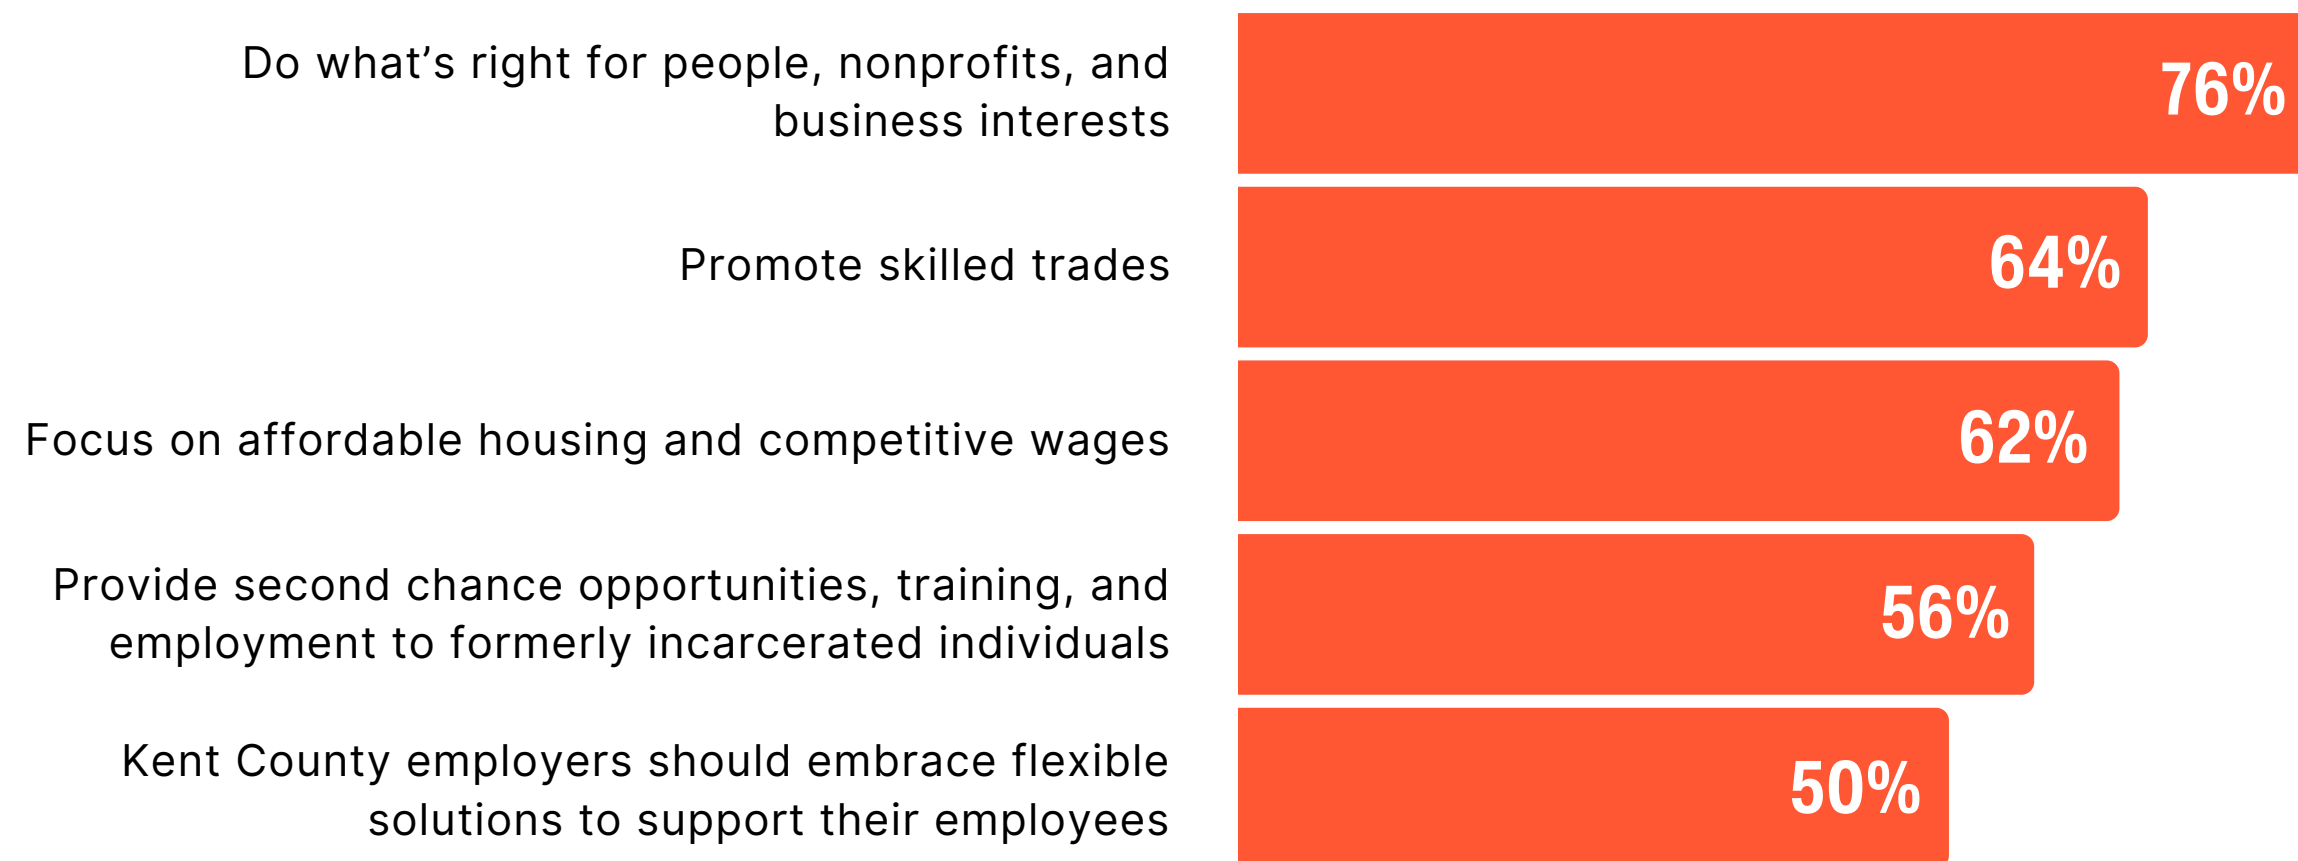 Do what’s right for people, nonprofits, and
business interests
76%
Promote skilled trades
64%
Focus on affordable housing and competitive wages
62%
Provide second chance opportunities, training, and
employment to formerly incarcerated individuals
56%
Kent County employers should embrace flexible
solutions to support their employees
50%